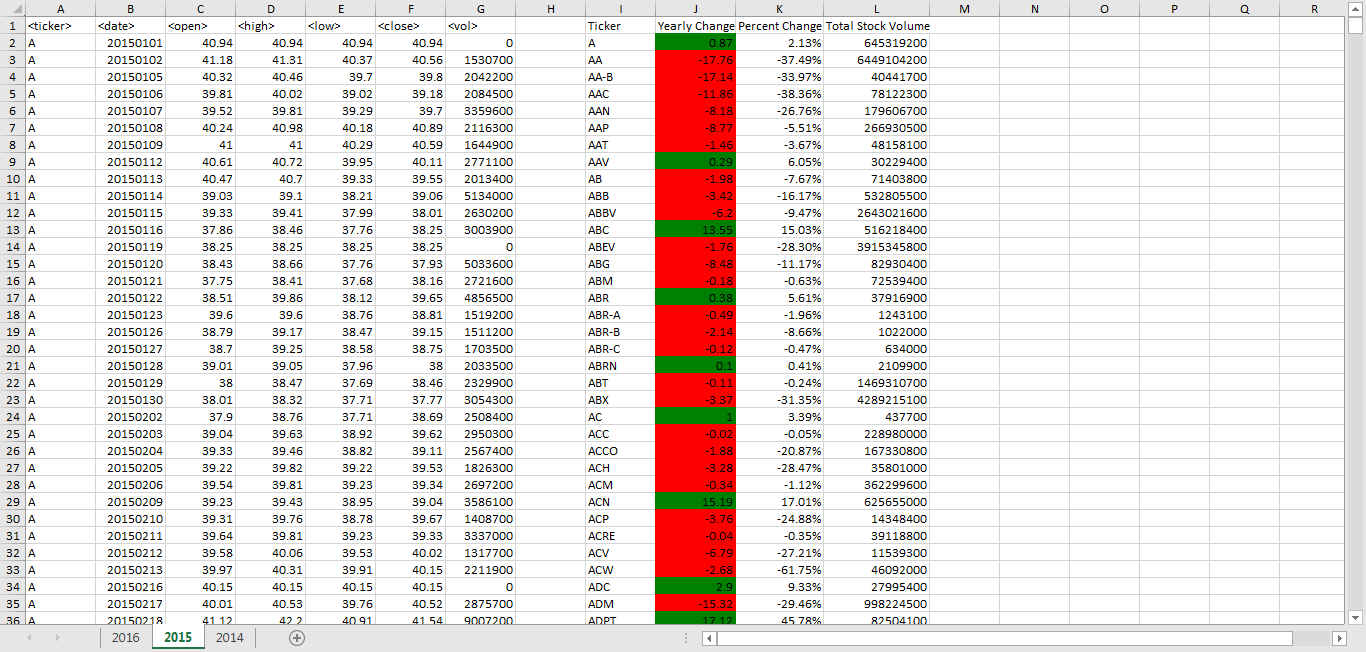 A B C D E F G H I J K L M N O P Q R
1 <ticker> <date> <open> <high> <low> <close> <vol> Ticker Yearly Change Percent Change Total Stock Volume
2 A 20150101 40.94 40.94 40.94 40.94 0 A 0.87 2.13% 645319200
3 A 20150102 41.18 41.31 40.37 40.56 1530700 AA -17.76 -37.49% 6449104200
4 A 20150105 40.32 40.46 39.7 39.8 2042200 AA-B -17.14 -33.97% 40441700
5 A 20150106 39.81 40.02 39.02 39.18 2084500 AAC -11.86 -38.36% 78122300
6 A 20150107 39.52 39.81 39.29 39.7 3359600 AAN -8.18 -26.76% 179606700
7 A 20150108 40.24 40.98 40.18 40.89 2116300 AAP -8.77 -5.51% 266930500
8 A 20150109 41 41 40.29 40.59 1644900 AAT -1.46 -3.67% 48158100
9 A 20150112 40.61 40.72 39.95 40.11 2771100 AAV 0.29 6.05% 30229400
10 A 20150113 40.47 40.7 39.33 39.55 2013400 AB -1.98 -7.67% 71403800
11 A 20150114 39.03 39.1 38.21 39.06 5134000 ABB -3.42 -16.17% 532805500
12 A 20150115 39.33 39.41 37.99 38.01 2630200 ABBV -6.2 -9.47% 2643021600
13 A 20150116 37.86 38.46 37.76 38.25 3003900 ABC 13.55 15.03% 516218400
14 A 20150119 38.25 38.25 38.25 38.25 0 ABEV -1.76 -28.30% 3915345800
15 A 20150120 38.43 38.66 37.76 37.93 5033600 ABG -8.48 -11.17% 82930400
16 A 20150121 37.75 38.41 37.68 38.16 2721600 ABM -0.18 -0.63% 72539400
17 A 20150122 38.51 39.86 38.12 39.65 4856500 ABR 0.38 5.61% 37916900
18 A 20150123 39.6 39.6 38.76 38.81 1519200 ABR-A -0.49 -1.96% 1243100
19 A 20150126 38.79 39.17 38.47 39.15 1511200 ABR-B -2.14 -8.66% 1022000
20 A 20150127 38.7 39.25 38.58 38.75 1703500 ABR-C -0.12 -0.47% 634000
21 A 20150128 39.01 39.05 37.96 38 2033500 ABRN 0.1 0.41% 2109900
22 A 20150129 38 38.47 37.69 38.46 2329900 ABT -0.11 -0.24% 1469310700
23 A 20150130 38.01 38.32 37.71 37.77 3054300 ABX -3.37 -31.35% 4289215100
24 A 20150202 37.9 38.76 37.71 38.69 2508400 AC 1 3.39% 437700
25 A 20150203 39.04 39.63 38.92 39.62 2950300 ACC -0.02 -0.05% 228980000
26 A 20150204 39.33 39.46 38.82 39.11 2567400 ACCO -1.88 -20.87% 167330800
27 A 20150205 39.22 39.82 39.22 39.53 1826300 ACH -3.28 -28.47% 35801000
28 A 20150206 39.54 39.81 39.23 39.34 2697200 ACM -0.34 -1.12% 362299600
29 A 20150209 39.23 39.43 38.95 39.04 3586100 ACN 15.19 17.01% 625655000
30 A 20150210 39.31 39.76 38.78 39.67 1408700 ACP -3.76 -24.88% 14348400
31 A 20150211 39.64 39.81 39.23 39.33 3337000 ACRE -0.04 -0.35% 39118800
32 A 20150212 39.58 40.06 39.53 40.02 1317700 ACV -6.79 -27.21% 11539300
33 A 20150213 39.97 40.31 39.91 40.15 2211900 ACW -2.68 -61.75% 46092000
34 A 20150216 40.15 40.15 40.15 40.15 0 ADC 2.9 9.33% 27995400
35 A 20150217 40.01 40.53 39.76 40.52 2875700 ADM -15.32 -29.46% 998224500
36 A 20150218 41.12 42.2 40.91 41.54 9007200 ADPT 17.12 45.78% 82504100
2016 2015 2014